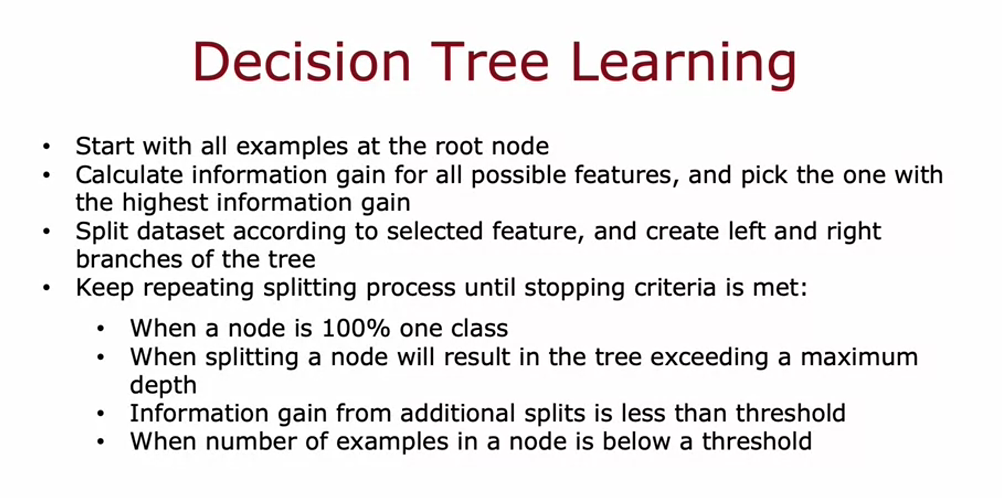 Decision Tree Learning
• Start with all examples at the root node
• Calculate information gain for all possible features, and pick the one with
the highest information gain
• Split dataset according to selected feature, and create left and right
branches of the tree
• Keep repeating splitting process until stopping criteria is met:
• When a node is 100% one class
• When splitting a node will result in the tree exceeding a maximum
depth
• Information gain from additional splits is less than threshold
• When number of examples in a node is below a threshold